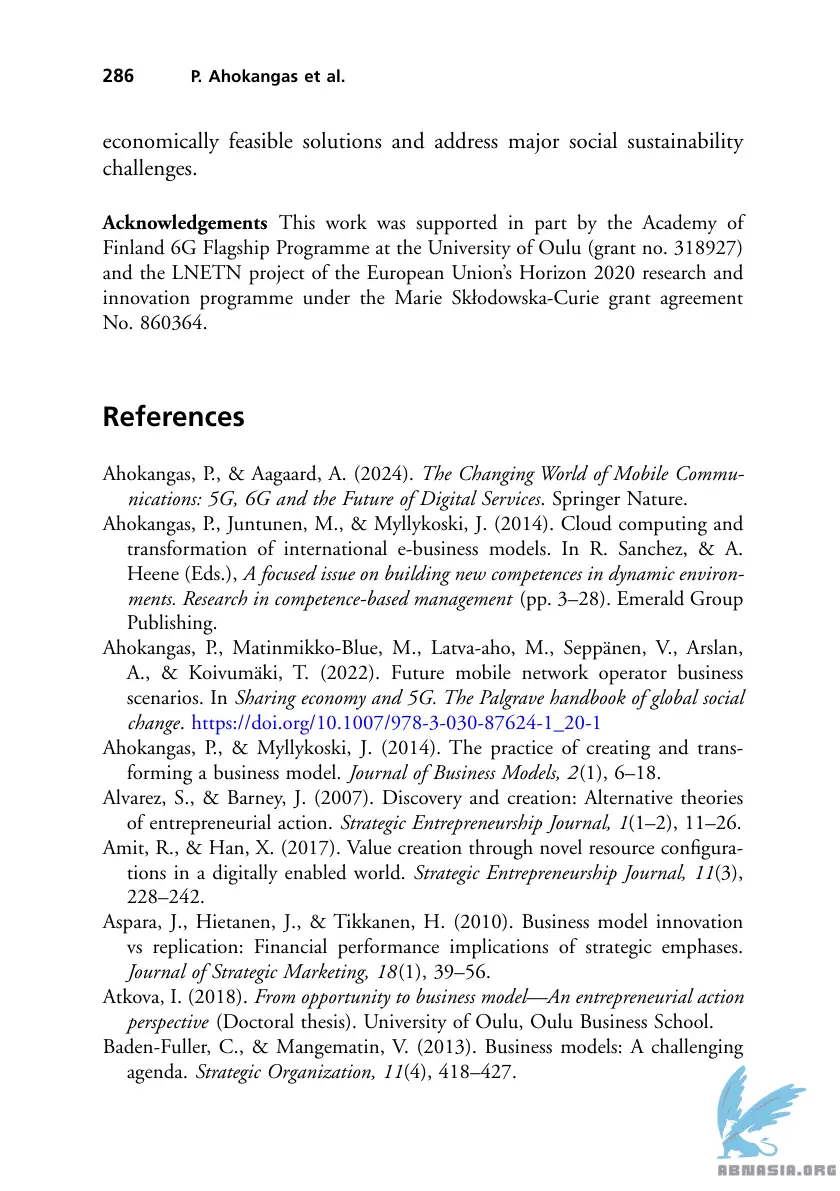 286 P. Ahokangas et al.
economically feasible solutions and address major social sustainability
challenges.
Acknowledgements This work was supported in part by the Academy of
Finland 6G Flagship Programme at the University of Oulu (grant no. 318927)
and the LNETN project of the European Union’s Horizon 2020 research and
innovation programme under the Marie Skłodowska-Curie grant agreement
No. 860364.
References
Ahokangas, P., & Aagaard, A. (2024). The Changing World of Mobile Commu-
nications: 5G, 6G and the Future of Digital Services. Springer Nature.
Ahokangas, P., Juntunen, M., & Myllykoski, J. (2014). Cloud computing and
transformation of international e-business models. In R. Sanchez, & A.
Heene (Eds.), A focused issue on building new competences in dynamic environ-
ments. Research in competence-based management (pp. 3–28). Emerald Group
Publishing.
Ahokangas, P., Matinmikko-Blue, M., Latva-aho, M., Seppänen, V., Arslan,
A., & Koivumäki, T. (2022). Future mobile network operator business
scenarios. In Sharing economy and 5G. The Palgrave handbook of global social
change. https://doi.org/10.1007/978-3-030-87624-1_20-1
Ahokangas, P., & Myllykoski, J. (2014). The practice of creating and trans-
forming a business model. Journal of Business Models, 2(1), 6–18.
Alvarez, S., & Barney, J. (2007). Discovery and creation: Alternative theories
of entrepreneurial action. Strategic Entrepreneurship Journal, 1(1–2), 11–26.
Amit, R., & Han, X. (2017). Value creation through novel resource configura-
tions in a digitally enabled world. Strategic Entrepreneurship Journal, 11(3),
228–242.
Aspara, J., Hietanen, J., & Tikkanen, H. (2010). Business model innovation
vs replication: Financial performance implications of strategic emphases.
Journal of Strategic Marketing, 18(1), 39–56.
Atkova, I. (2018). From opportunity to business model—An entrepreneurial action
perspective (Doctoral thesis). University of Oulu, Oulu Business School.
Baden-Fuller, C., & Mangematin, V. (2013). Business models: A challenging
agenda. Strategic Organization, 11(4), 418–427.
ABNASIA.ORG